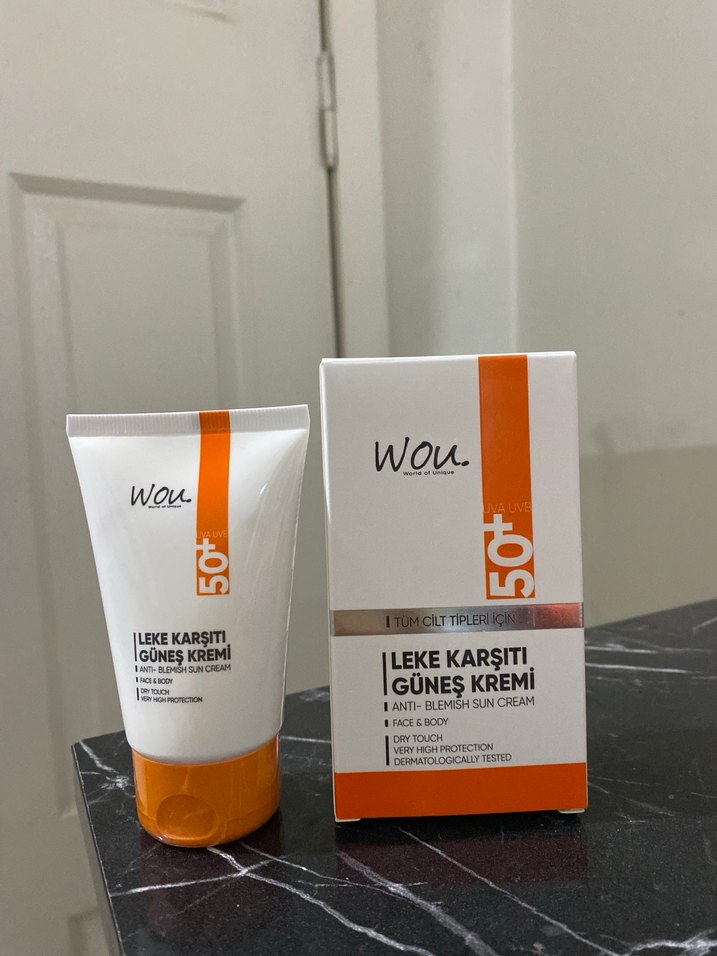 Wou.
World of Unique
UVA UVB
50+
LEKE KARŞITI
GÜNEŞ KREMİ
ANTI- BLEMISH SUN CREAM
FACE & BODY
DRY TOUCH
VERY HIGH PROTECTION
Wou.
World of Unique
UVA UVB
50+
TÜM CİLT TİPLERİ İÇİN
LEKE KARŞITI
GÜNEŞ KREMİ
ANTI- BLEMISH SUN CREAM
FACE & BODY
DRY TOUCH
VERY HIGH PROTECTION
DERMATOLOGICALLY TESTED